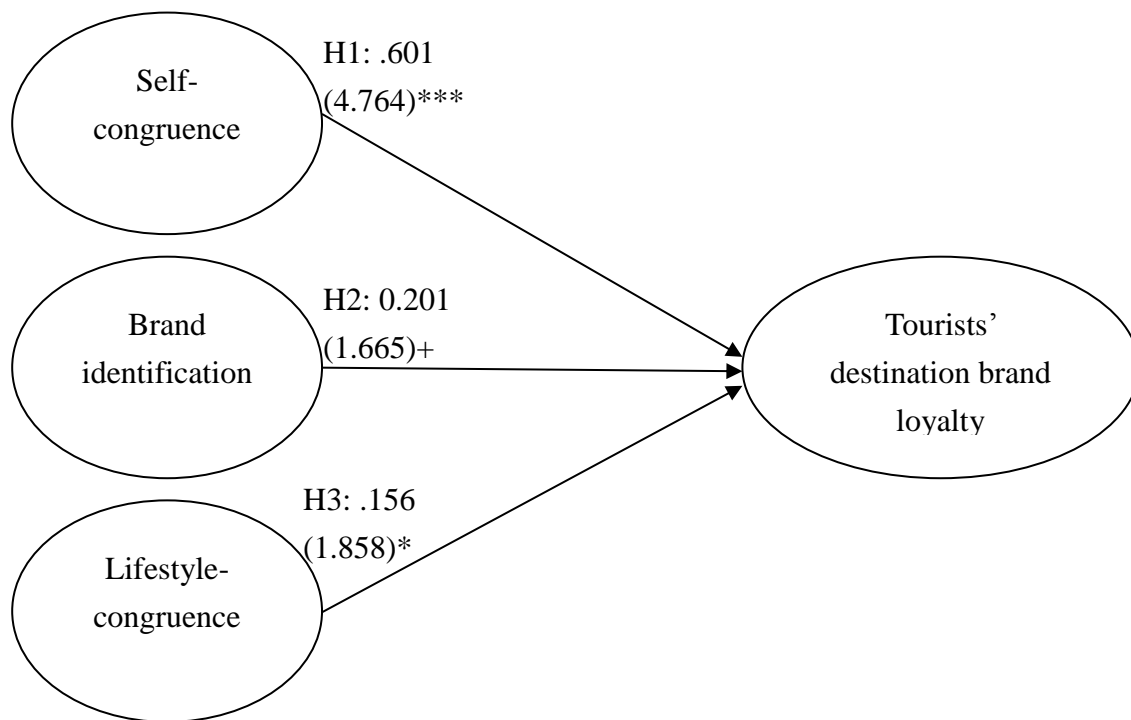 Self-
congruence
H1: .601
(4.764)***
Brand
identification
H2: 0.201
(1.665)+
Lifestyle-
congruence
H3: .156
(1.858)*
Tourists’
destination brand
loyalty